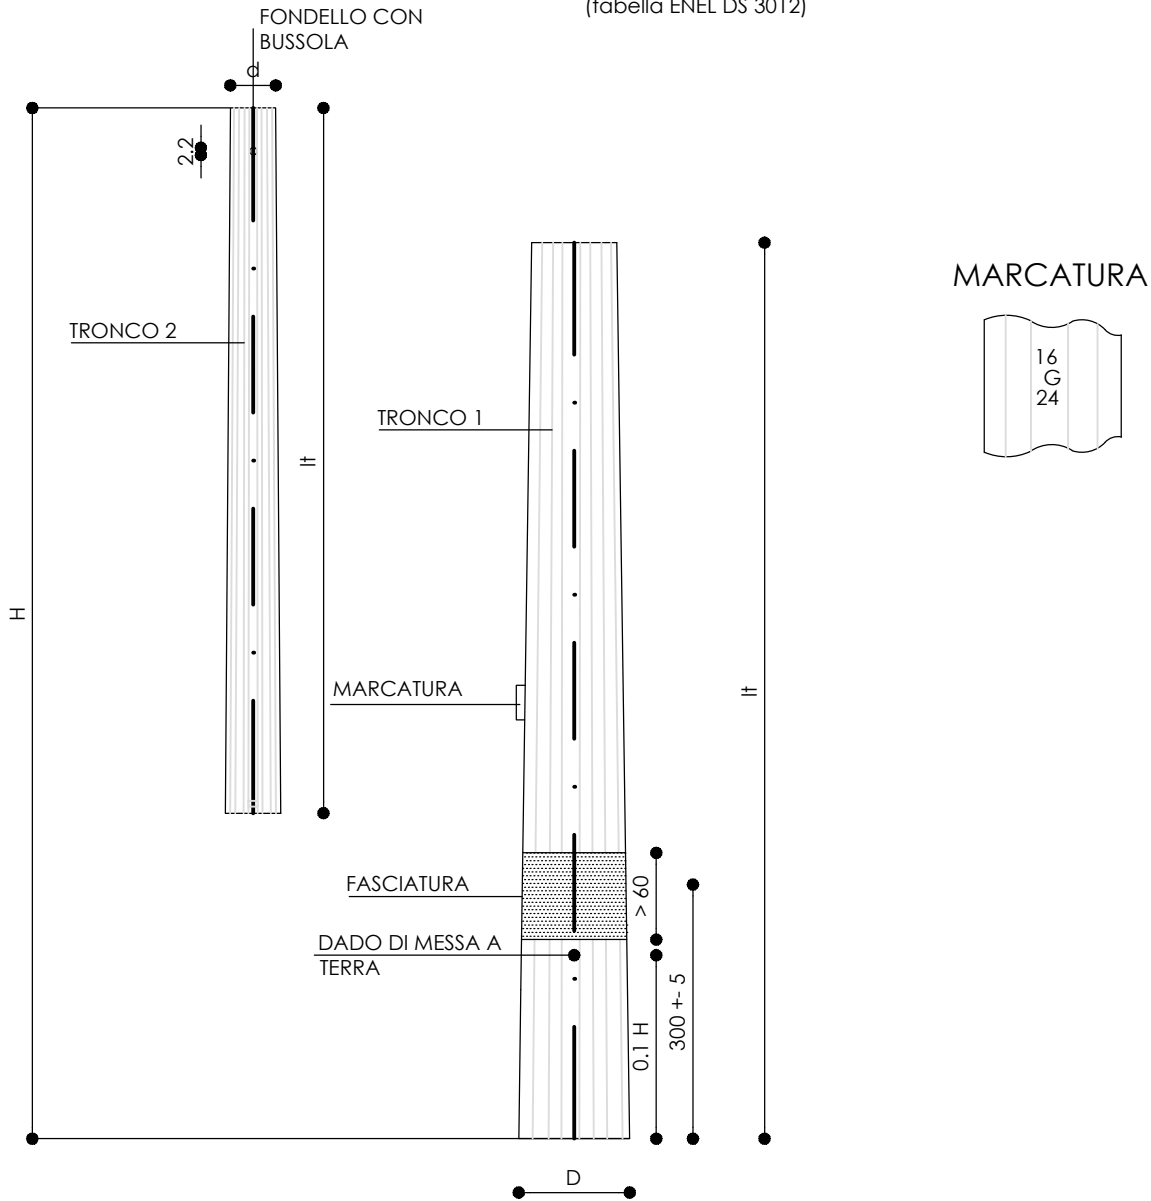 (tabella ENEL DS 3012)
FONDELLO CON
BUSSOLA
d
2.2
MARCATURA
16
G
24
TRONCO 2
TRONCO 1
lt
H
MARCATURA
lt
FASCIATURA
> 60
DADO DI MESSA A
TERRA
0.1 H
300 +- 5
D